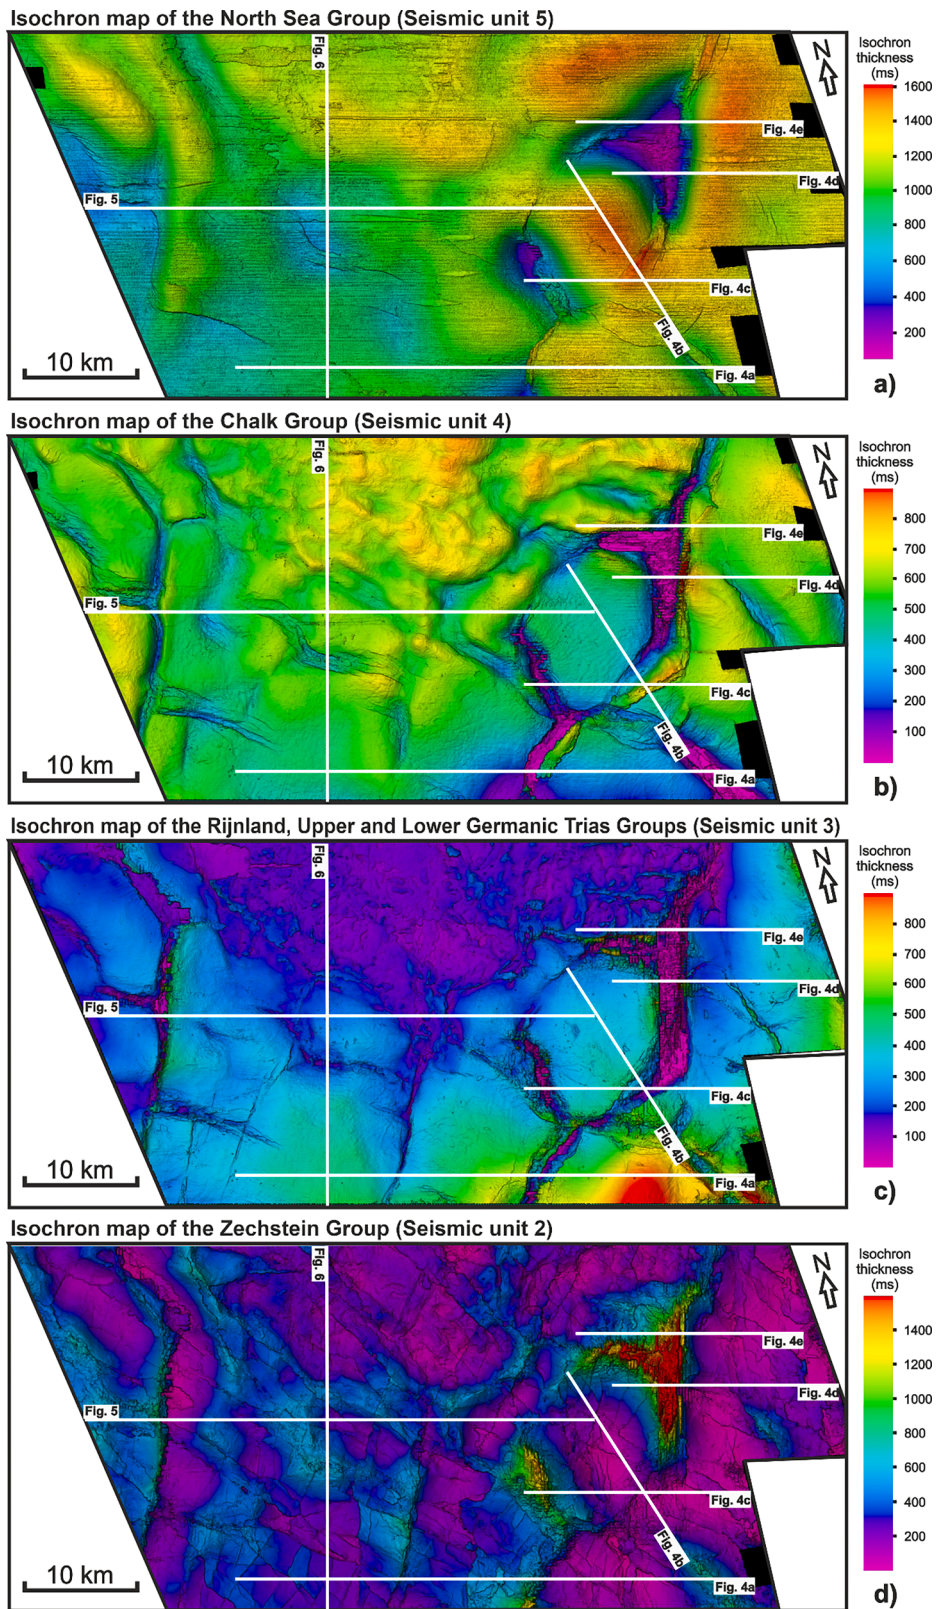 Isochron map of the North Sea Group (Seismic unit 5)
Fig. 6
N
Isochron
thickness
(ms)
1600
1400
1200
1000
800
600
400
200
Fig. 4e
Fig. 4d
Fig. 5
Fig. 4c
Fig. 4b
Fig. 4a
10 km
a)
Isochron map of the Chalk Group (Seismic unit 4)
Fig. 6
N
Isochron
thickness
(ms)
800
700
600
500
400
300
200
100
Fig. 4e
Fig. 4d
Fig. 5
Fig. 4c
Fig. 4b
Fig. 4a
10 km
b)
Isochron map of the Rijnland, Upper and Lower Germanic Trias Groups (Seismic unit 3)
Fig. 6
N
Isochron
thickness
(ms)
800
700
600
500
400
300
200
100
Fig. 4e
Fig. 4d
Fig. 5
Fig. 4c
Fig. 4b
Fig. 4a
10 km
c)
Isochron map of the Zechstein Group (Seismic unit 2)
Fig. 6
N
Isochron
thickness
(ms)
1400
1200
1000
800
600
400
200
Fig. 4e
Fig. 4d
Fig. 5
Fig. 4c
Fig. 4b
Fig. 4a
10 km
d)